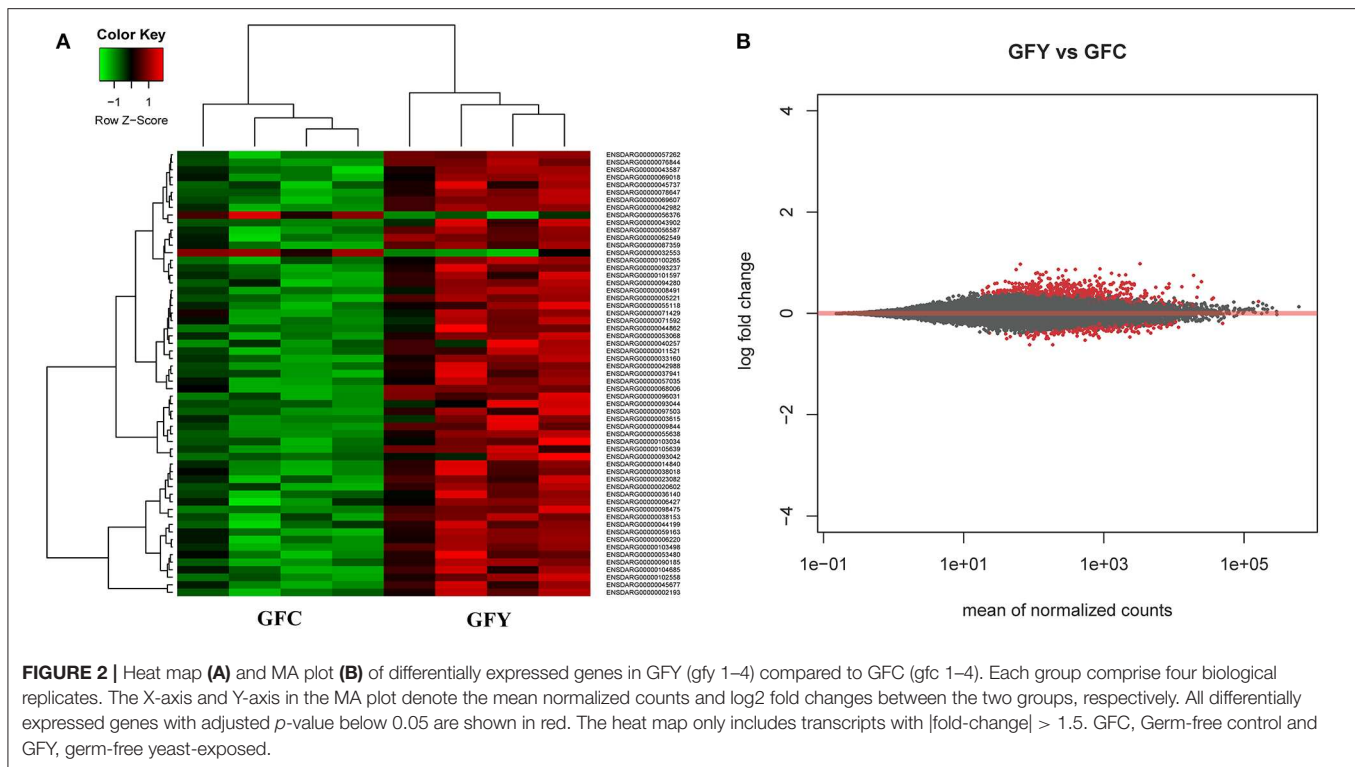 A
Color Key
−1 1
Row Z−Score
ENSDARG00000057262
ENSDARG00000076844
ENSDARG00000043587
ENSDARG00000069018
ENSDARG00000045737
ENSDARG00000078647
ENSDARG00000069607
ENSDARG00000042982
ENSDARG00000056376
ENSDARG00000043902
ENSDARG00000056587
ENSDARG00000062549
ENSDARG00000087359
ENSDARG00000032553
ENSDARG00000100265
ENSDARG00000093237
ENSDARG00000101597
ENSDARG00000094280
ENSDARG00000008491
ENSDARG00000005221
ENSDARG00000055118
ENSDARG00000071429
ENSDARG00000071592
ENSDARG00000044862
ENSDARG00000040257
ENSDARG00000011521
ENSDARG00000033160
ENSDARG00000042988
ENSDARG00000037941
ENSDARG00000057035
ENSDARG00000068006
ENSDARG00000096031
ENSDARG00000093044
ENSDARG00000097503
ENSDARG00000003615
ENSDARG00000009844
ENSDARG00000055638
ENSDARG00000103034
ENSDARG00000105639
ENSDARG00000093042
ENSDARG00000014840
ENSDARG00000038018
ENSDARG00000023082
ENSDARG00000020602
ENSDARG00000036140
ENSDARG00000006427
ENSDARG00000098475
ENSDARG00000038153
ENSDARG00000044199
ENSDARG00000059163
ENSDARG00000006220
ENSDARG00000103498
ENSDARG00000053480
ENSDARG00000090185
ENSDARG00000104685
ENSDARG00000102558
ENSDARG00000045677
ENSDARG00000002193
GFC GFY
B
GFY vs GFC
4
2
0
−2
−4
log fold change
1e−01 1e+01 1e+03 1e+05
mean of normalized counts
FIGURE 2 | Heat map (A) and MA plot (B) of differentially expressed genes in GFY (gfy 1–4) compared to GFC (gfc 1–4). Each group comprise four biological
replicates. The X-axis and Y-axis in the MA plot denote the mean normalized counts and log2 fold changes between the two groups, respectively. All differentially
expressed genes with adjusted p-value below 0.05 are shown in red. The heat map only includes transcripts with |fold-change| > 1.5. GFC, Germ-free control and
GFY, germ-free yeast-exposed.